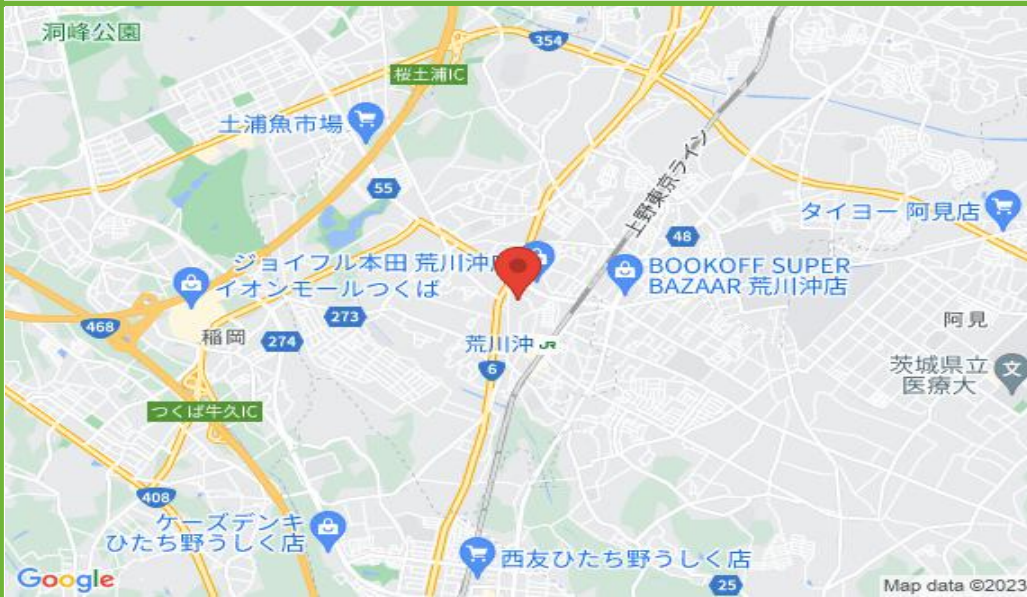 洞峰公園
354
桜土浦IC
土浦魚市場
55
上野東京ライン
タイヨー 阿見店
48
ジョイフル本田 荒川沖店
イオンモールつくば
BOOKOFF SUPER
BAZAAR 荒川沖店
468
稲岡
273
274
阿見
荒川沖
JR
6
茨城県立
医療大
文
つくば牛久IC
408
ケーズデンキ
ひたち野うしく店
西友ひたち野うしく店
25
Google
Map data ©2023